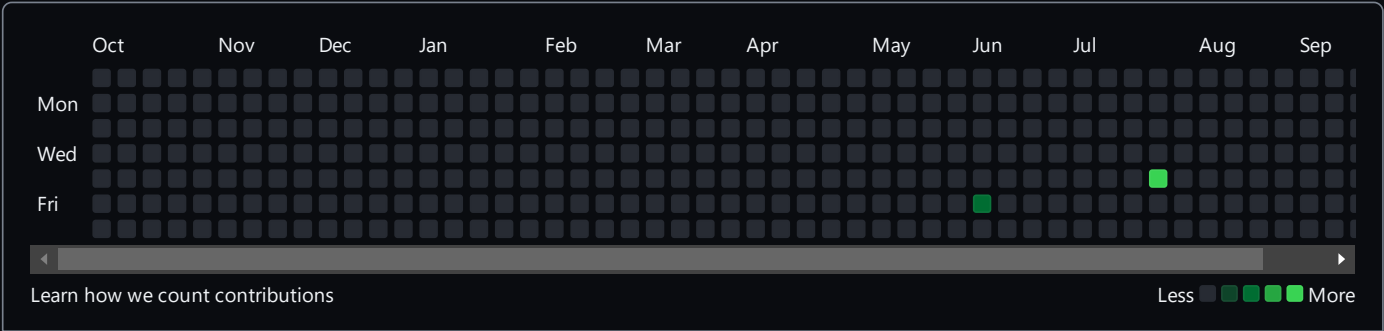 Oct Nov Dec Jan Feb Mar Apr May Jun Jul Aug Sep
Mon
Wed
Fri
Learn how we count contributions
Less More